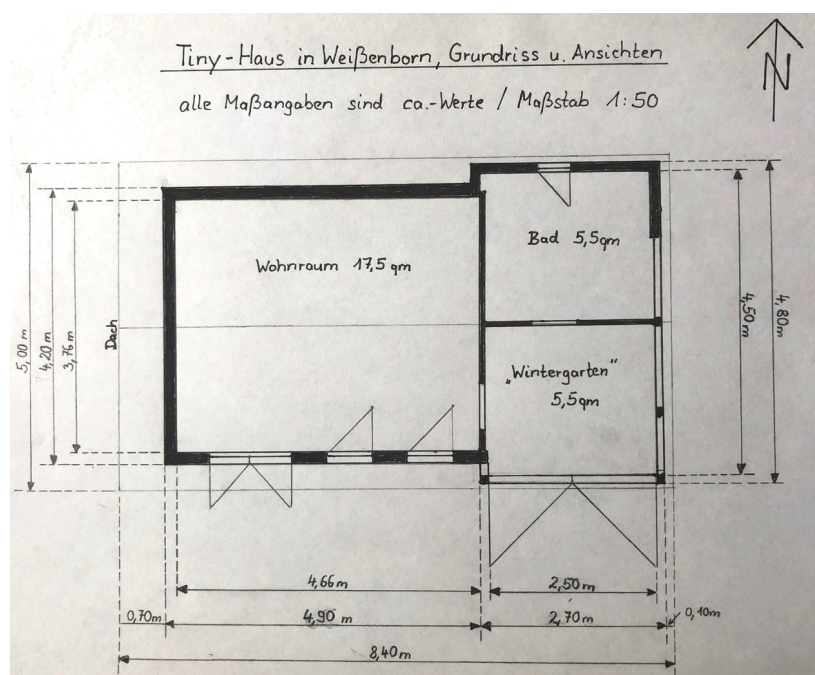 Tiny-Haus in Weißenborn, Grundriss u. Ansichten
alle Maßangaben sind ca.-Werte / Maßstab 1:50
N
Wohnraum 17,5 qm
Bad 5,5qm
„Wintergarten"
5,5qm
Dach
5,00 m
4,20 m
3,76 m
4,50m
4,80m
4,66m
2,50m
0,70m
4,90 m
2,70m
0,10m
8,40m